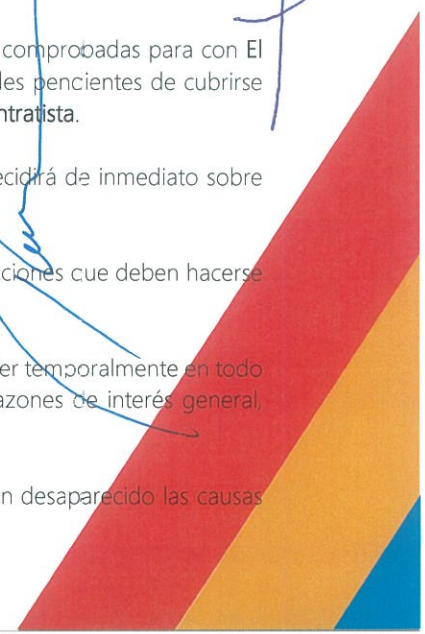 comprobadas para con El
les pencientes de cubrirse
ntratista.
ecidirá de inmediato sobre
ciones cue deben hacerse
er temporalmente en todo
azones de interés general,
n desaparecido las causas